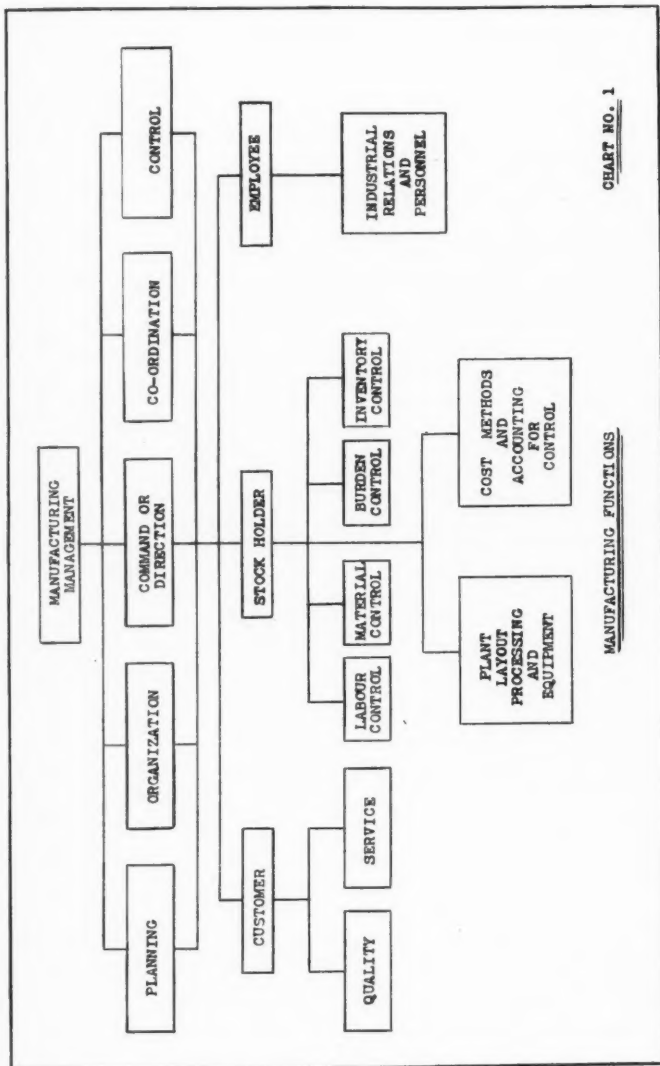 MANUFACTURING
MANAGEMENT
PLANNING
ORGANIZATION
COMMAND OR
DIRECTION
CO-ORDINATION
CONTROL
CUSTOMER
STOCK HOLDER
EMPLOYEE
QUALITY
SERVICE
LABOUR
CONTROL
MATERIAL
CONTROL
BURDEN
CONTROL
INVENTORY
CONTROL
INDUSTRIAL
RELATIONS
AND
PERSONNEL
PLANT
LAYOUT
PROCESSING
AND
EQUIPMENT
COST METHODS
AND
ACCOUNTING
FOR
CONTROL
MANUFACTURING FUNCTIONS
CHART NO. 1